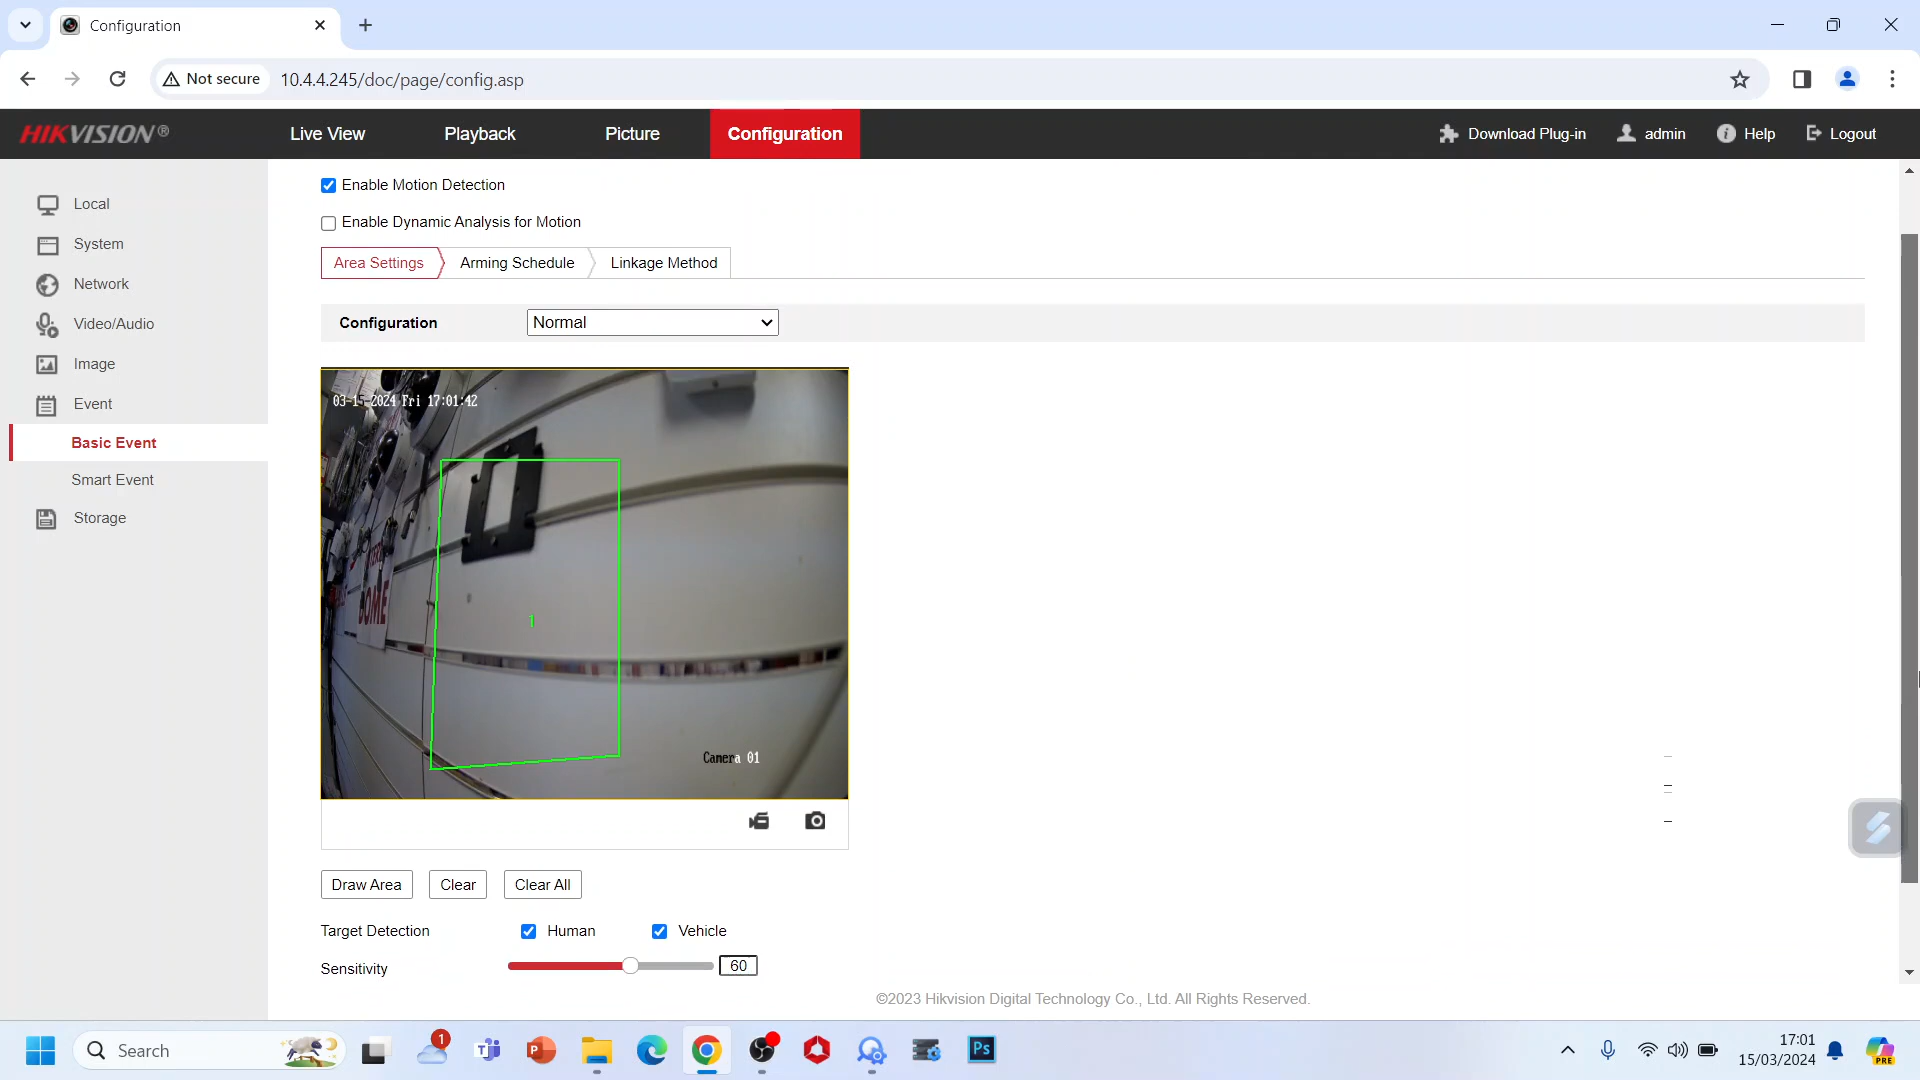 Configuration
Not secure
10.4.4.245/doc/page/config.asp
HIKVISION®
Live View
Playback
Picture
Configuration
Download Plug-in
admin
Help
Logout
Local
System
Network
Video/Audio
Image
Event
Basic Event
Smart Event
Storage
Enable Motion Detection
Enable Dynamic Analysis for Motion
Area Settings
Arming Schedule
Linkage Method
Configuration
Normal
03-15-2024 Fri 17:01:42
DOME
1
Camera 01
Draw Area
Clear
Clear All
Target Detection
Human
Vehicle
Sensitivity
60
©2023 Hikvision Digital Technology Co., Ltd. All Rights Reserved.
Search
1
Ps
17:01
15/03/2024
PRE